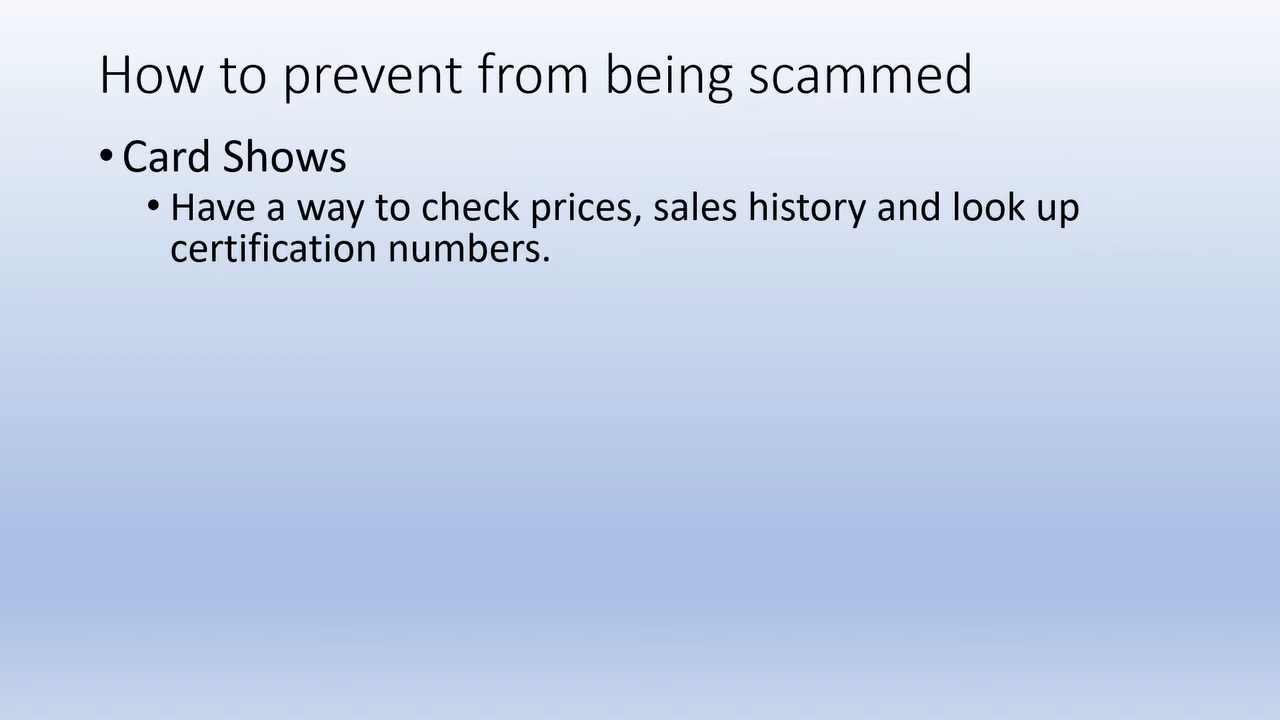 How to prevent from being scammed
• Card Shows
• Have a way to check prices, sales history and look up
certification numbers.